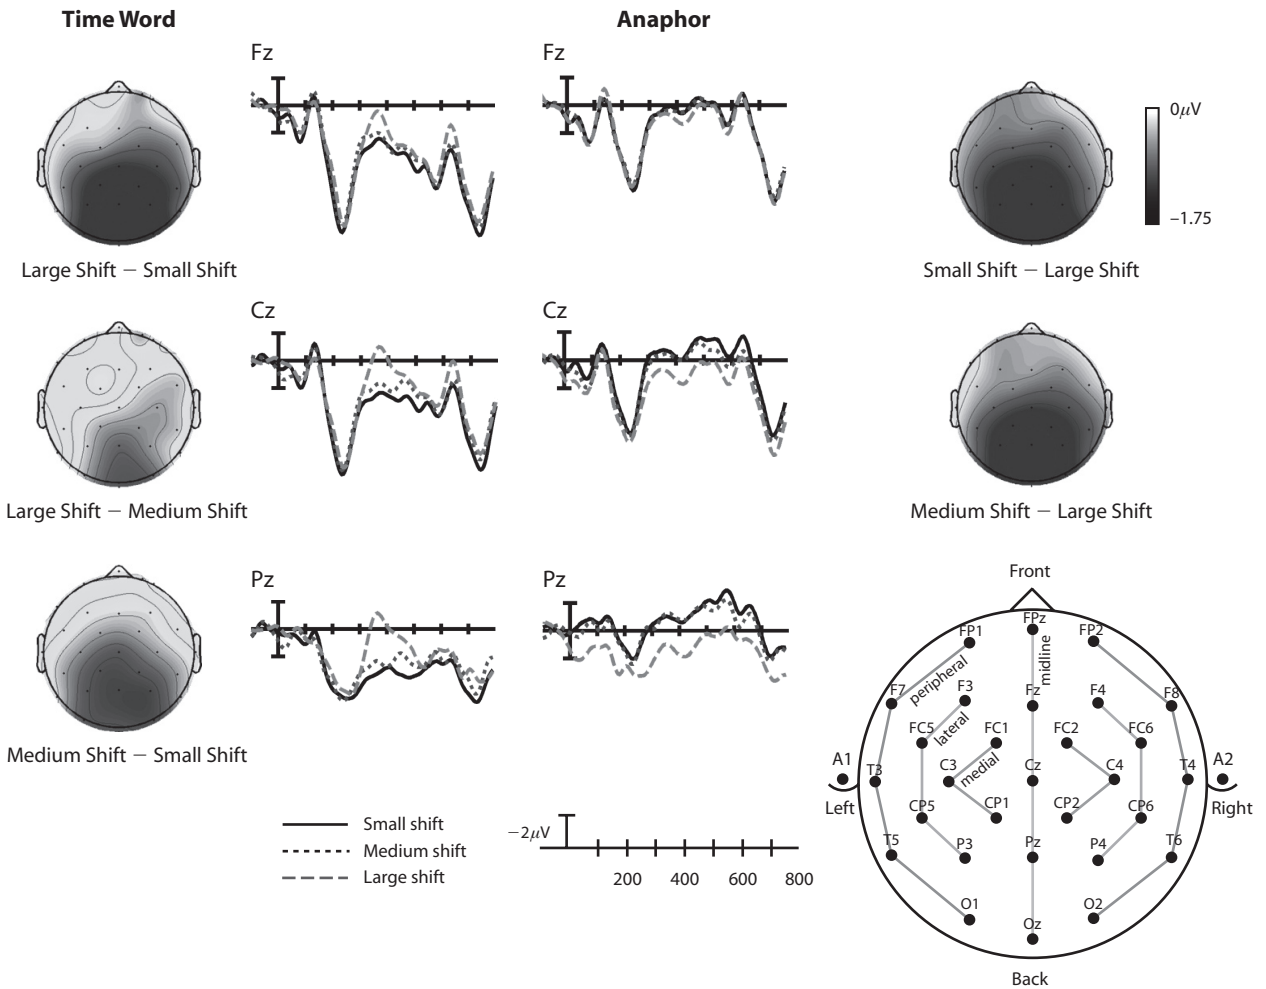 Time Word
Anaphor
Fz
Fz
0μV
−1.75
Large Shift − Small Shift
Small Shift − Large Shift
Cz
Cz
Large Shift − Medium Shift
Medium Shift − Large Shift
Pz
Pz
Medium Shift − Small Shift
Small shift
Medium shift
Large shift
−2μV
200 400 600 800
Front
FPz
FP1 FP2
midline
peripheral
F7 F3 Fz F4 F8
lateral
FC5 FC1 FC2 FC6
medial
A1 T3 C3 Cz C4 T4 A2
Left Right
CP5 CP1 CP2 CP6
T5 P3 Pz P4 T6
O1 O2
Oz
Back